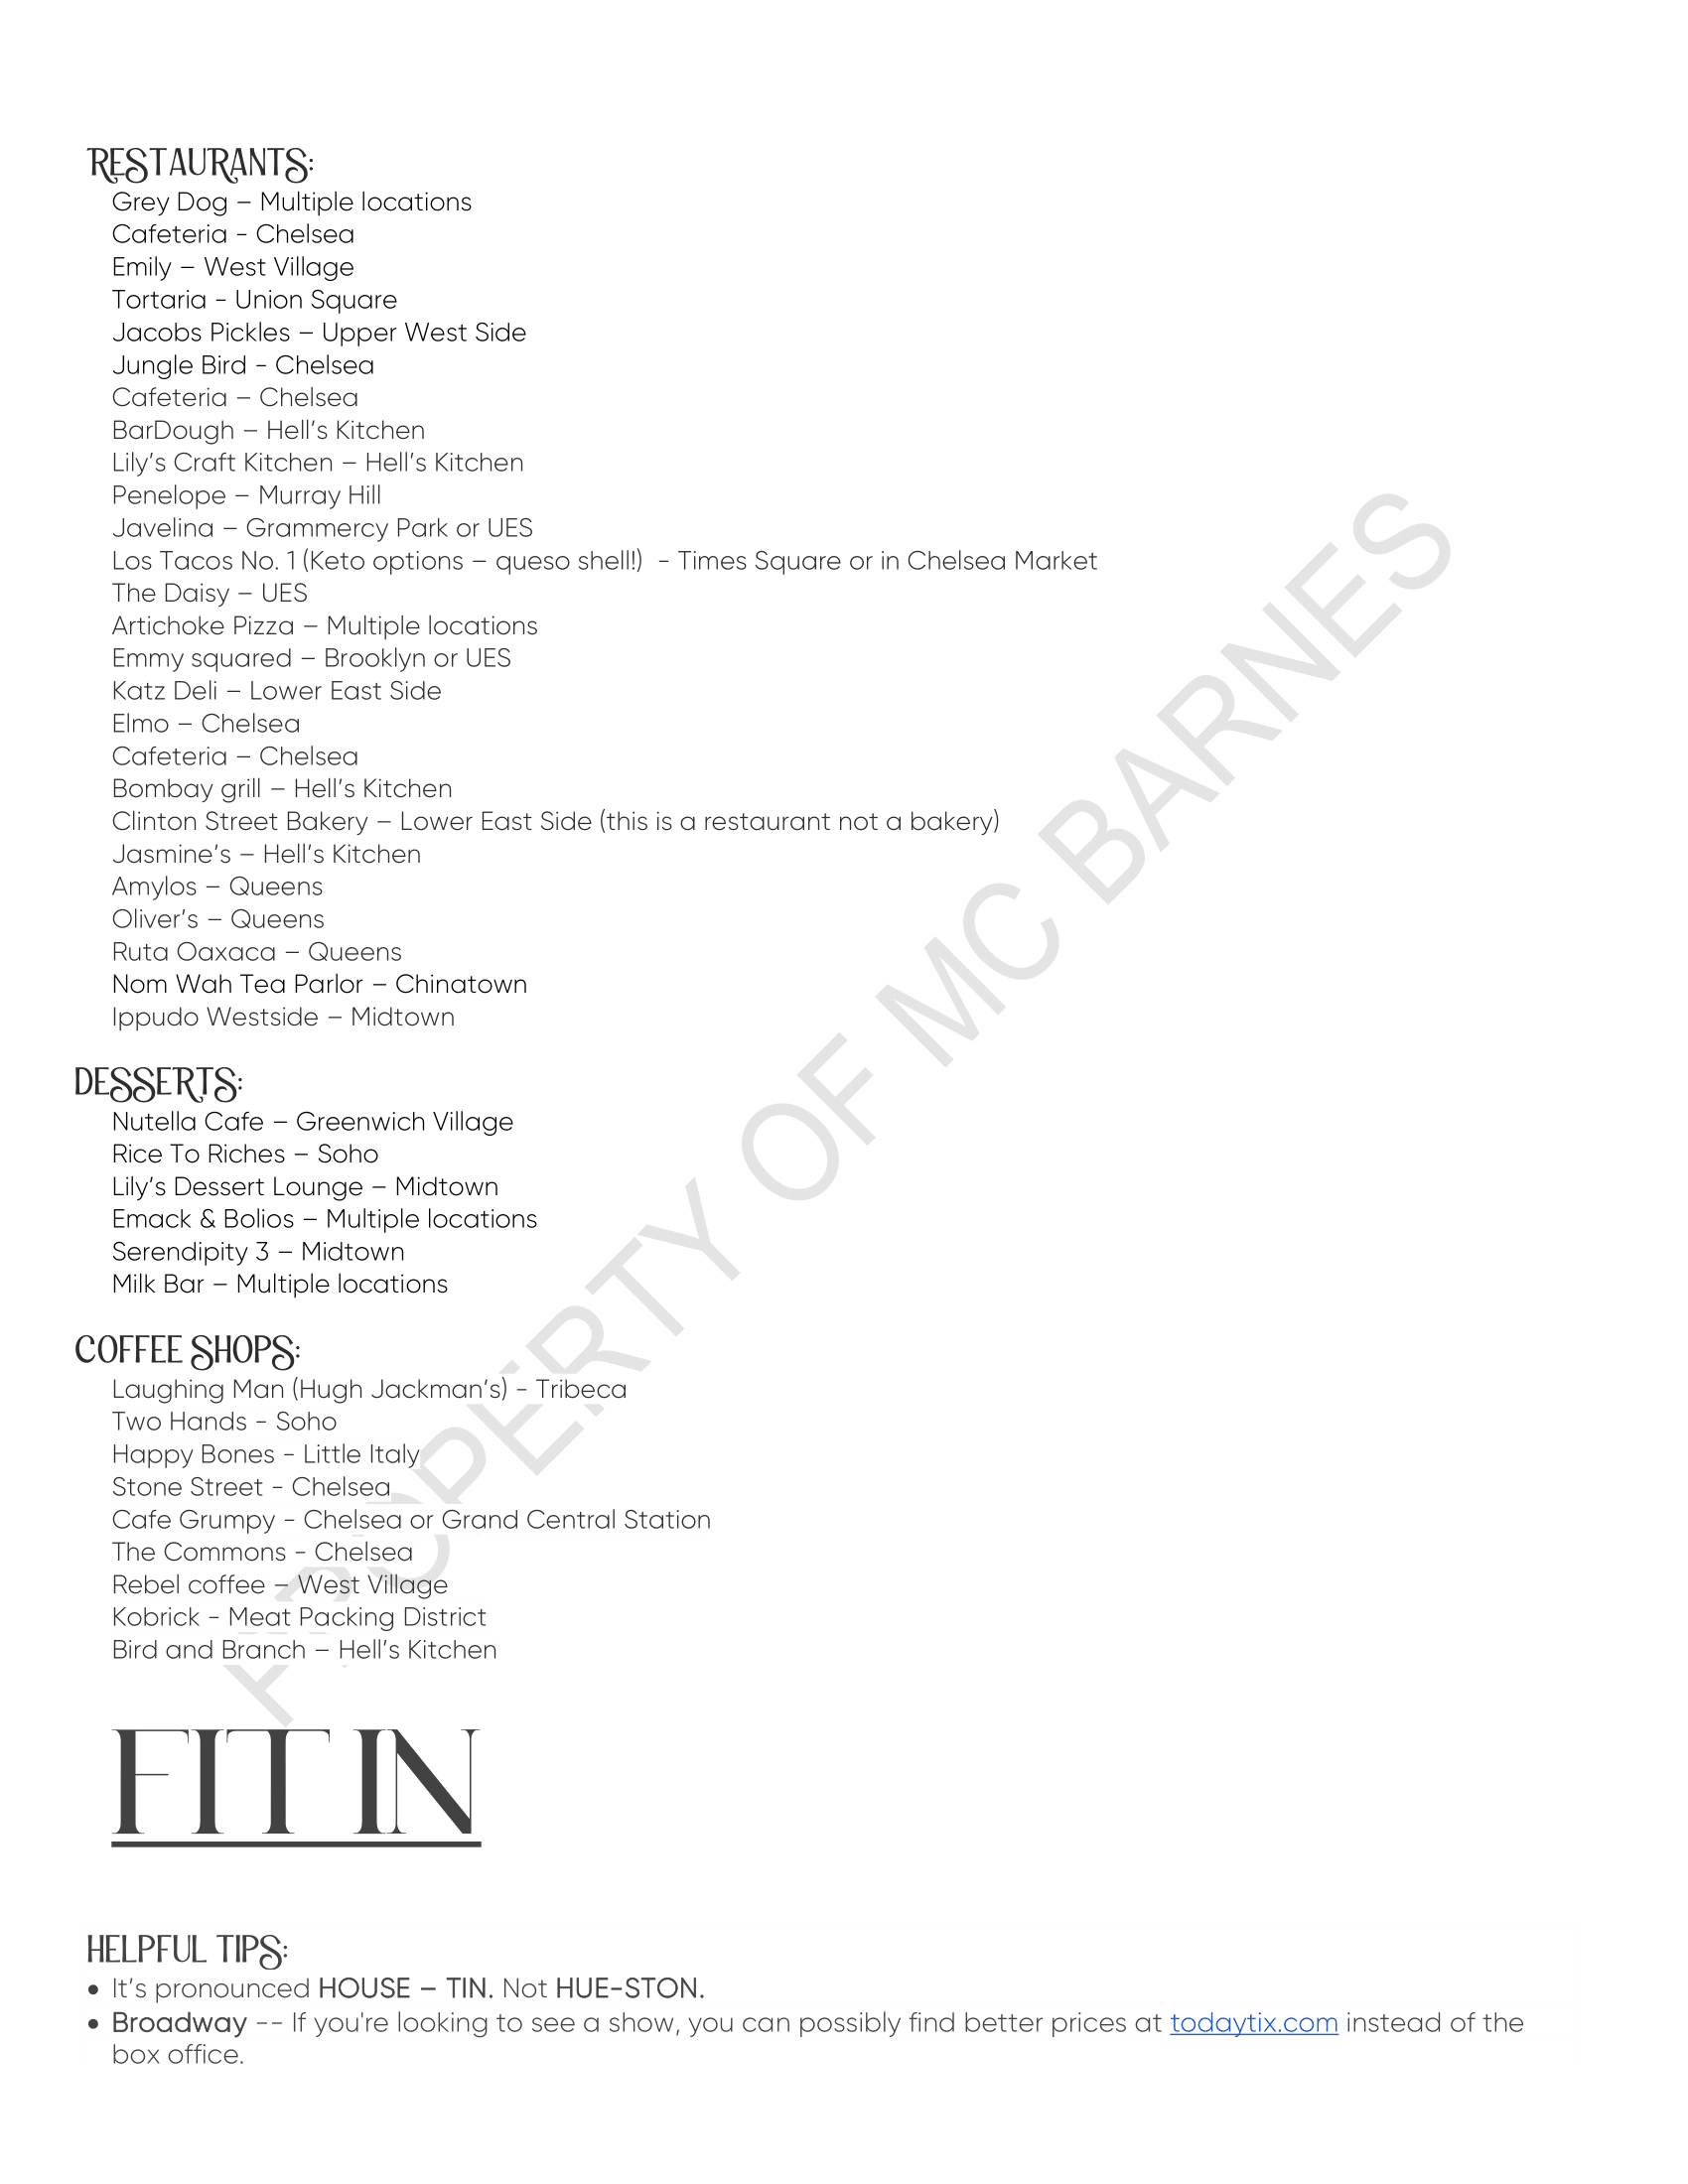 RESTAURANTS:
Grey Dog – Multiple locations
Cafeteria - Chelsea
Emily – West Village
Tortaria - Union Square
Jacobs Pickles – Upper West Side
Jungle Bird - Chelsea
Cafeteria – Chelsea
BarDough – Hell’s Kitchen
Lily’s Craft Kitchen – Hell’s Kitchen
Penelope – Murray Hill
Javelina – Grammercy Park or UES
Los Tacos No. 1 (Keto options – queso shell!)  - Times Square or in Chelsea Market
The Daisy – UES
Artichoke Pizza – Multiple locations
Emmy squared – Brooklyn or UES
Katz Deli – Lower East Side
Elmo – Chelsea
Cafeteria – Chelsea
Bombay grill – Hell’s Kitchen
Clinton Street Bakery – Lower East Side (this is a restaurant not a bakery)
Jasmine’s – Hell’s Kitchen
Amylos – Queens
Oliver’s – Queens
Ruta Oaxaca – Queens
Nom Wah Tea Parlor – Chinatown
Ippudo Westside – Midtown
DESSERTS:
Nutella Cafe – Greenwich Village
Rice To Riches – Soho
Lily’s Dessert Lounge – Midtown
Emack & Bolios – Multiple locations
Serendipity 3 – Midtown
Milk Bar – Multiple locations
COFFEE SHOPS:
Laughing Man (Hugh Jackman’s) - Tribeca
Two Hands - Soho
Happy Bones - Little Italy
Stone Street - Chelsea
Cafe Grumpy - Chelsea or Grand Central Station
The Commons - Chelsea
Rebel coffee – West Village
Kobrick - Meat Packing District
Bird and Branch – Hell’s Kitchen
PROPERTY OF MC BARNES
FIT IN
HELPFUL TIPS:
• It’s pronounced HOUSE – TIN. Not HUE-STON.
• Broadway -- If you're looking to see a show, you can possibly find better prices at todaytix.com instead of the
box office.